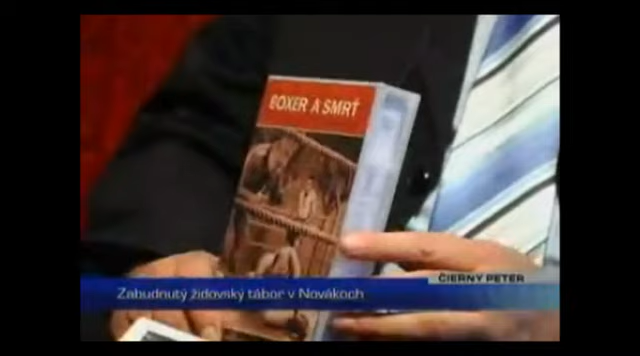 BOXER A SMRŤ
ČIERNY PETER
Zabudnutý židovský tábor v Novákoch